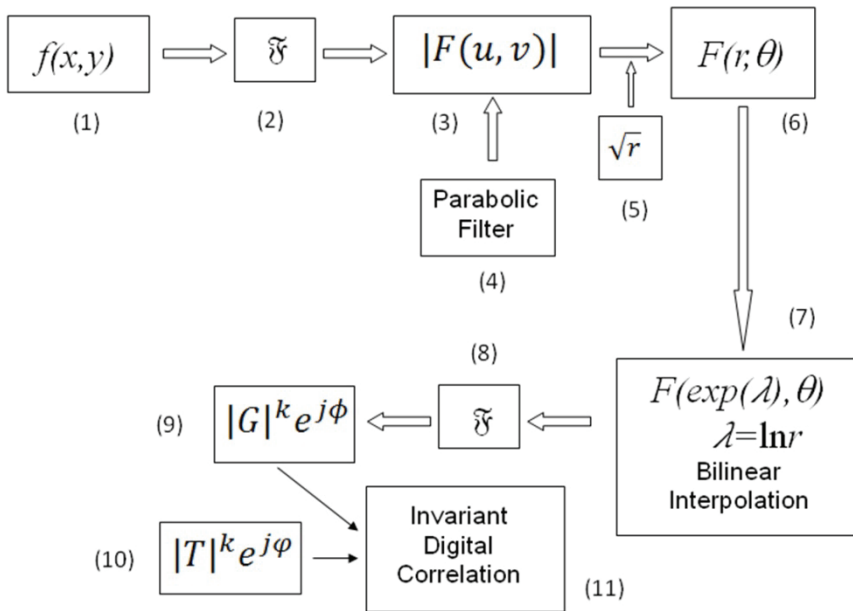 f(x,y)
𝔉
|F(u, v)|
F(r,θ)
(1)
(2)
(3)
(6)
√r
(5)
Parabolic
Filter
(4)
(7)
(8)
F(exp(λ),θ)
λ=lnr
Bilinear
Interpolation
𝔉
(9)
|G|^k e^{jϕ}
(10)
|T|^k e^{jφ}
Invariant
Digital
Correlation
(11)